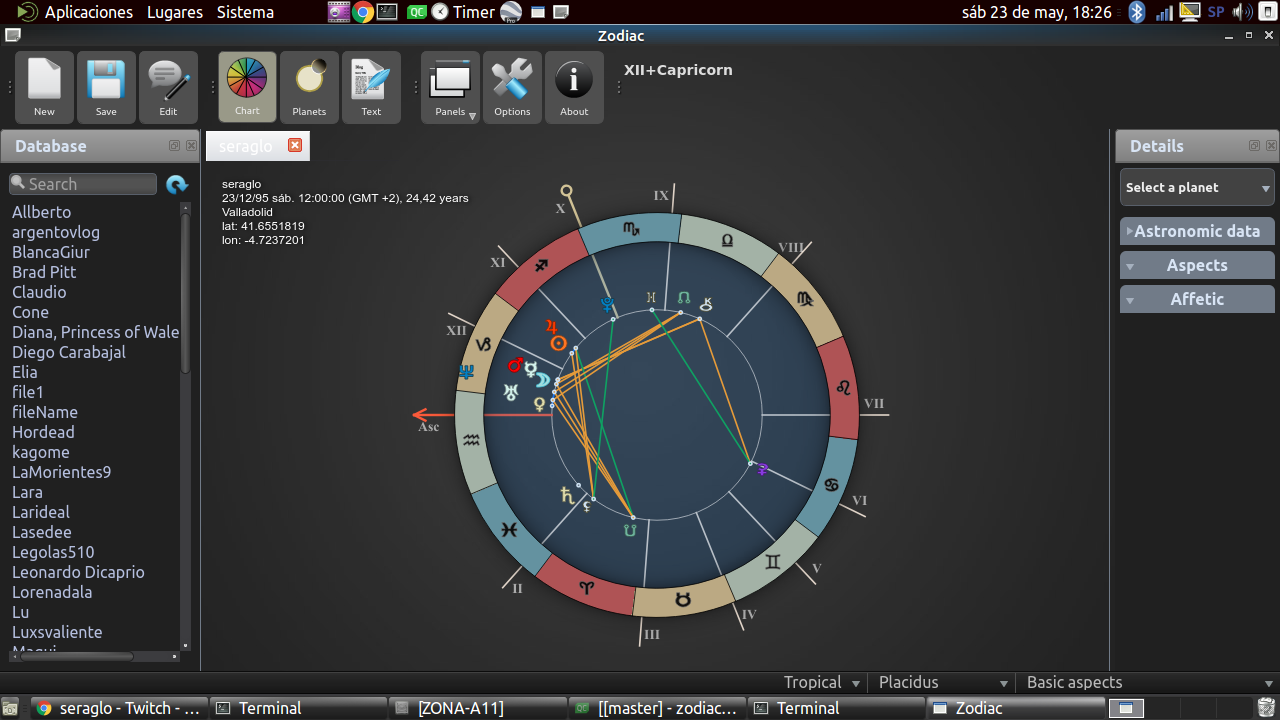 Aplicaciones Lugares Sistema QC Timer Pro sáb 23 de may, 18:26 SP
Zodiac
New Save Edit Chart Planets Text Panels Options About
XII+Capricorn
Database
Search
Allberto
argentovlog
BlancaGiur
Brad Pitt
Claudio
Cone
Diana, Princess of Wale
Diego Carabajal
Elia
file1
fileName
Hordead
kagome
LaMorientes9
Lara
Larideal
Lasedee
Legolas510
Leonardo Dicaprio
Lorenadala
Lu
Luxsvaliente
seraglo
seraglo
23/12/95 sáb. 12:00:00 (GMT +2), 24,42 years
Valladolid
lat: 41.6551819
lon: -4.7237201
X
IX
VIII
XI
XII
VII
Asc
VI
V
II
IV
III
Details
Select a planet
Astronomic data
Aspects
Affetic
Tropical Placidus Basic aspects
seraglo - Twitch - ... Terminal [ZONA-A11] QC [[master] - zodiac... Terminal Zodiac